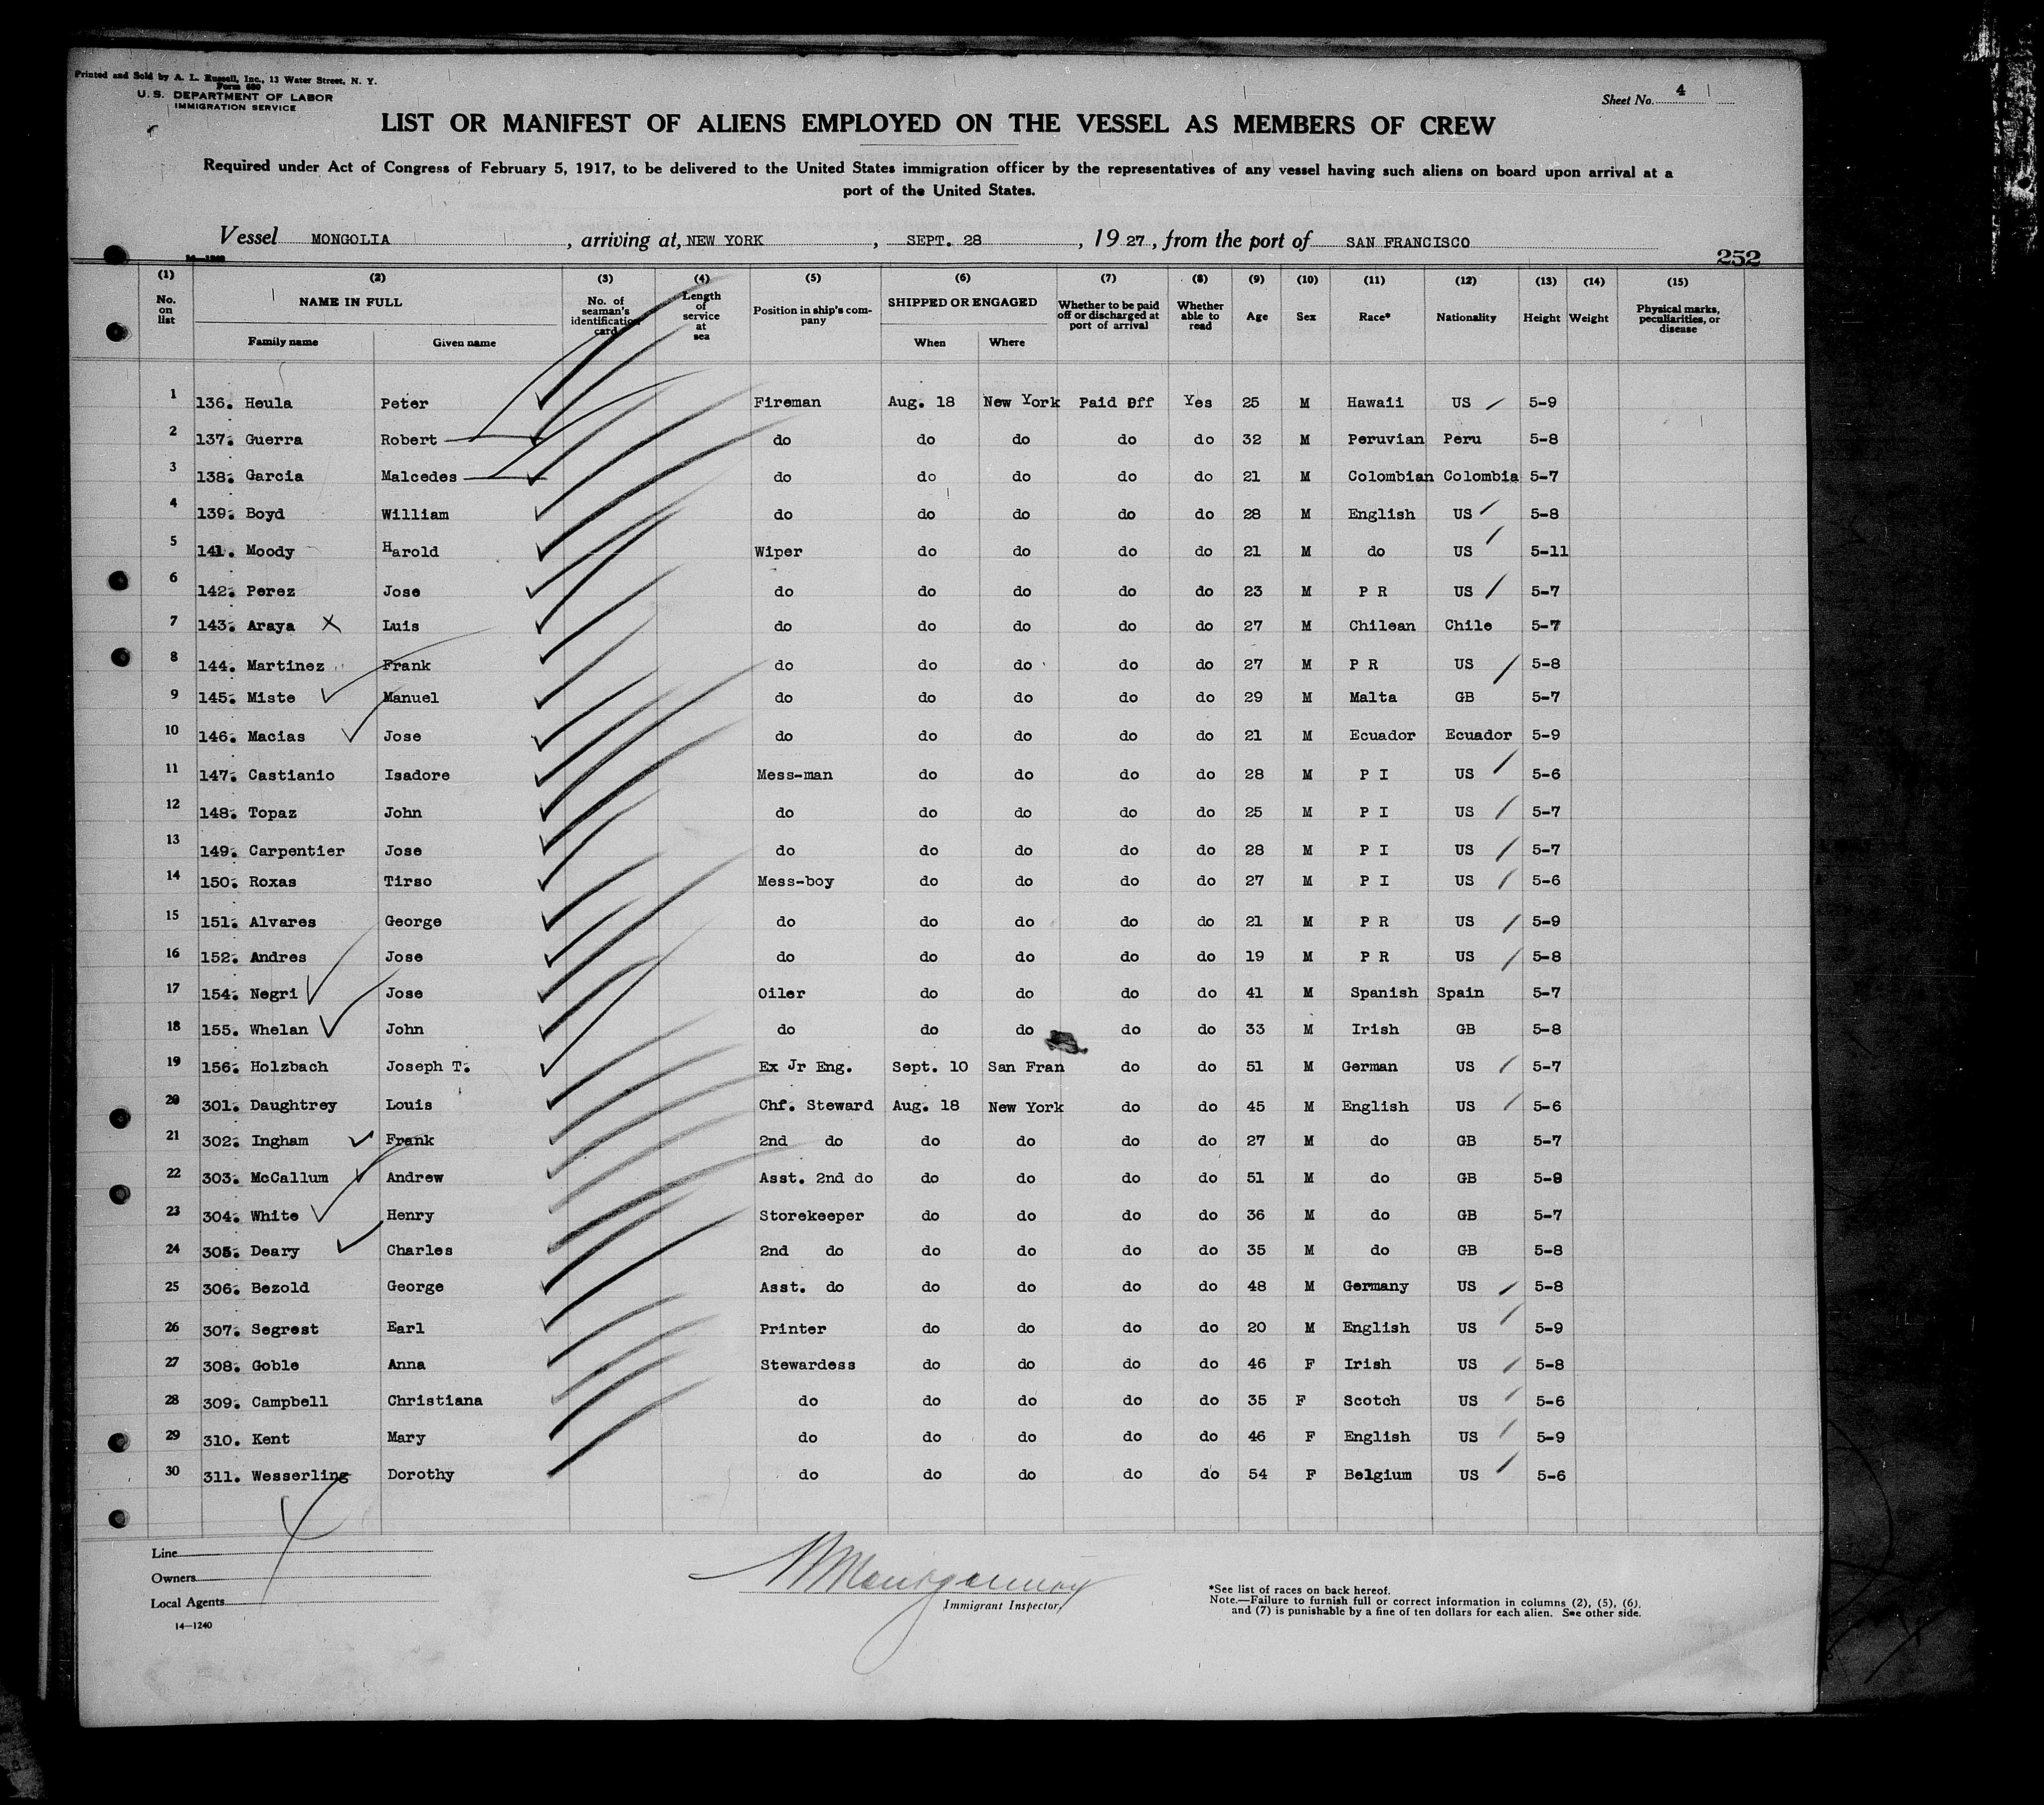 Printed and Sold by A. L. Russell, Inc., 13 Water Street, N. Y.
Form 680
U. S. DEPARTMENT OF LABOR
IMMIGRATION SERVICE
Sheet No. 4
LIST OR MANIFEST OF ALIENS EMPLOYED ON THE VESSEL AS MEMBERS OF CREW
Required under Act of Congress of February 5, 1917, to be delivered to the United States immigration officer by the representatives of any vessel having such aliens on board upon arrival at a
port of the United States.
Vessel MONGOLIA, arriving at, NEW YORK, SEPT. 28, 1927, from the port of SAN FRANCISCO
14—1240
252
(1) (2) (3) (4) (5) (6) (7) (8) (9) (10) (11) (12) (13) (14) (15)
No. on list NAME IN FULL Family name Given name No. of seaman's identification card Length of service at sea Position in ship's company SHIPPED OR ENGAGED When Where Whether to be paid off or discharged at port of arrival Whether able to read Age Sex Race* Nationality Height Weight Physical marks, peculiarities, or disease
1 136. Heula Peter Fireman Aug. 18 New York Paid Off Yes 25 M Hawaii US 5-9
2 137. Guerra Robert do do do do do 32 M Peruvian Peru 5-8
3 138. Garcia Malcedes do do do do do 21 M Colombian Colombia 5-7
4 139. Boyd William do do do do do 28 M English US 5-8
5 141. Moody Harold Wiper do do do do 21 M do US 5-11
6 142. Perez Jose do do do do do 23 M P R US 5-7
7 143. Araya X Luis do do do do do 27 M Chilean Chile 5-7
8 144. Martinez Frank do do do do do 27 M P R US 5-8
9 145. Miste Manuel do do do do do 29 M Malta GB 5-7
10 146. Macias Jose do do do do do 21 M Ecuador Ecuador 5-9
11 147. Castianio Isadore Mess-man do do do do 28 M P I US 5-6
12 148. Topaz John do do do do do 25 M P I US 5-7
13 149. Carpentier Jose do do do do do 28 M P I US 5-7
14 150. Roxas Tirso Mess-boy do do do do 27 M P I US 5-6
15 151. Alvares George do do do do do 21 M P R US 5-9
16 152. Andres Jose do do do do do 19 M P R US 5-8
17 154. Negri Jose Oiler do do do do 41 M Spanish Spain 5-7
18 155. Whelan John do do do do do 33 M Irish GB 5-8
19 156. Holzbach Joseph T. Ex Jr Eng. Sept. 10 San Fran do do 51 M German US 5-7
20 301. Daughtrey Louis Chf. Steward Aug. 18 New York do do 45 M English US 5-6
21 302. Ingham Frank 2nd do do do do do 27 M do GB 5-7
22 303. McCallum Andrew Asst. 2nd do do do do do 51 M do GB 5-8
23 304. White Henry Storekeeper do do do do 36 M do GB 5-7
24 305. Deary Charles 2nd do do do do do 35 M do GB 5-8
25 306. Bezold George Asst. do do do do do 48 M Germany US 5-8
26 307. Segrest Earl Printer do do do do 20 M English US 5-9
27 308. Goble Anna Stewardess do do do do 46 F Irish US 5-8
28 309. Campbell Christiana do do do do do 35 F Scotch US 5-6
29 310. Kent Mary do do do do do 46 F English US 5-9
30 311. Wesserling Dorothy do do do do do 54 F Belgium US 5-6
Line
Owners
Local Agents
14—1240
Montgomery
Immigrant Inspector.
*See list of races on back hereof.
Note.—Failure to furnish full or correct information in columns (2), (5), (6),
and (7) is punishable by a fine of ten dollars for each alien. See other side.